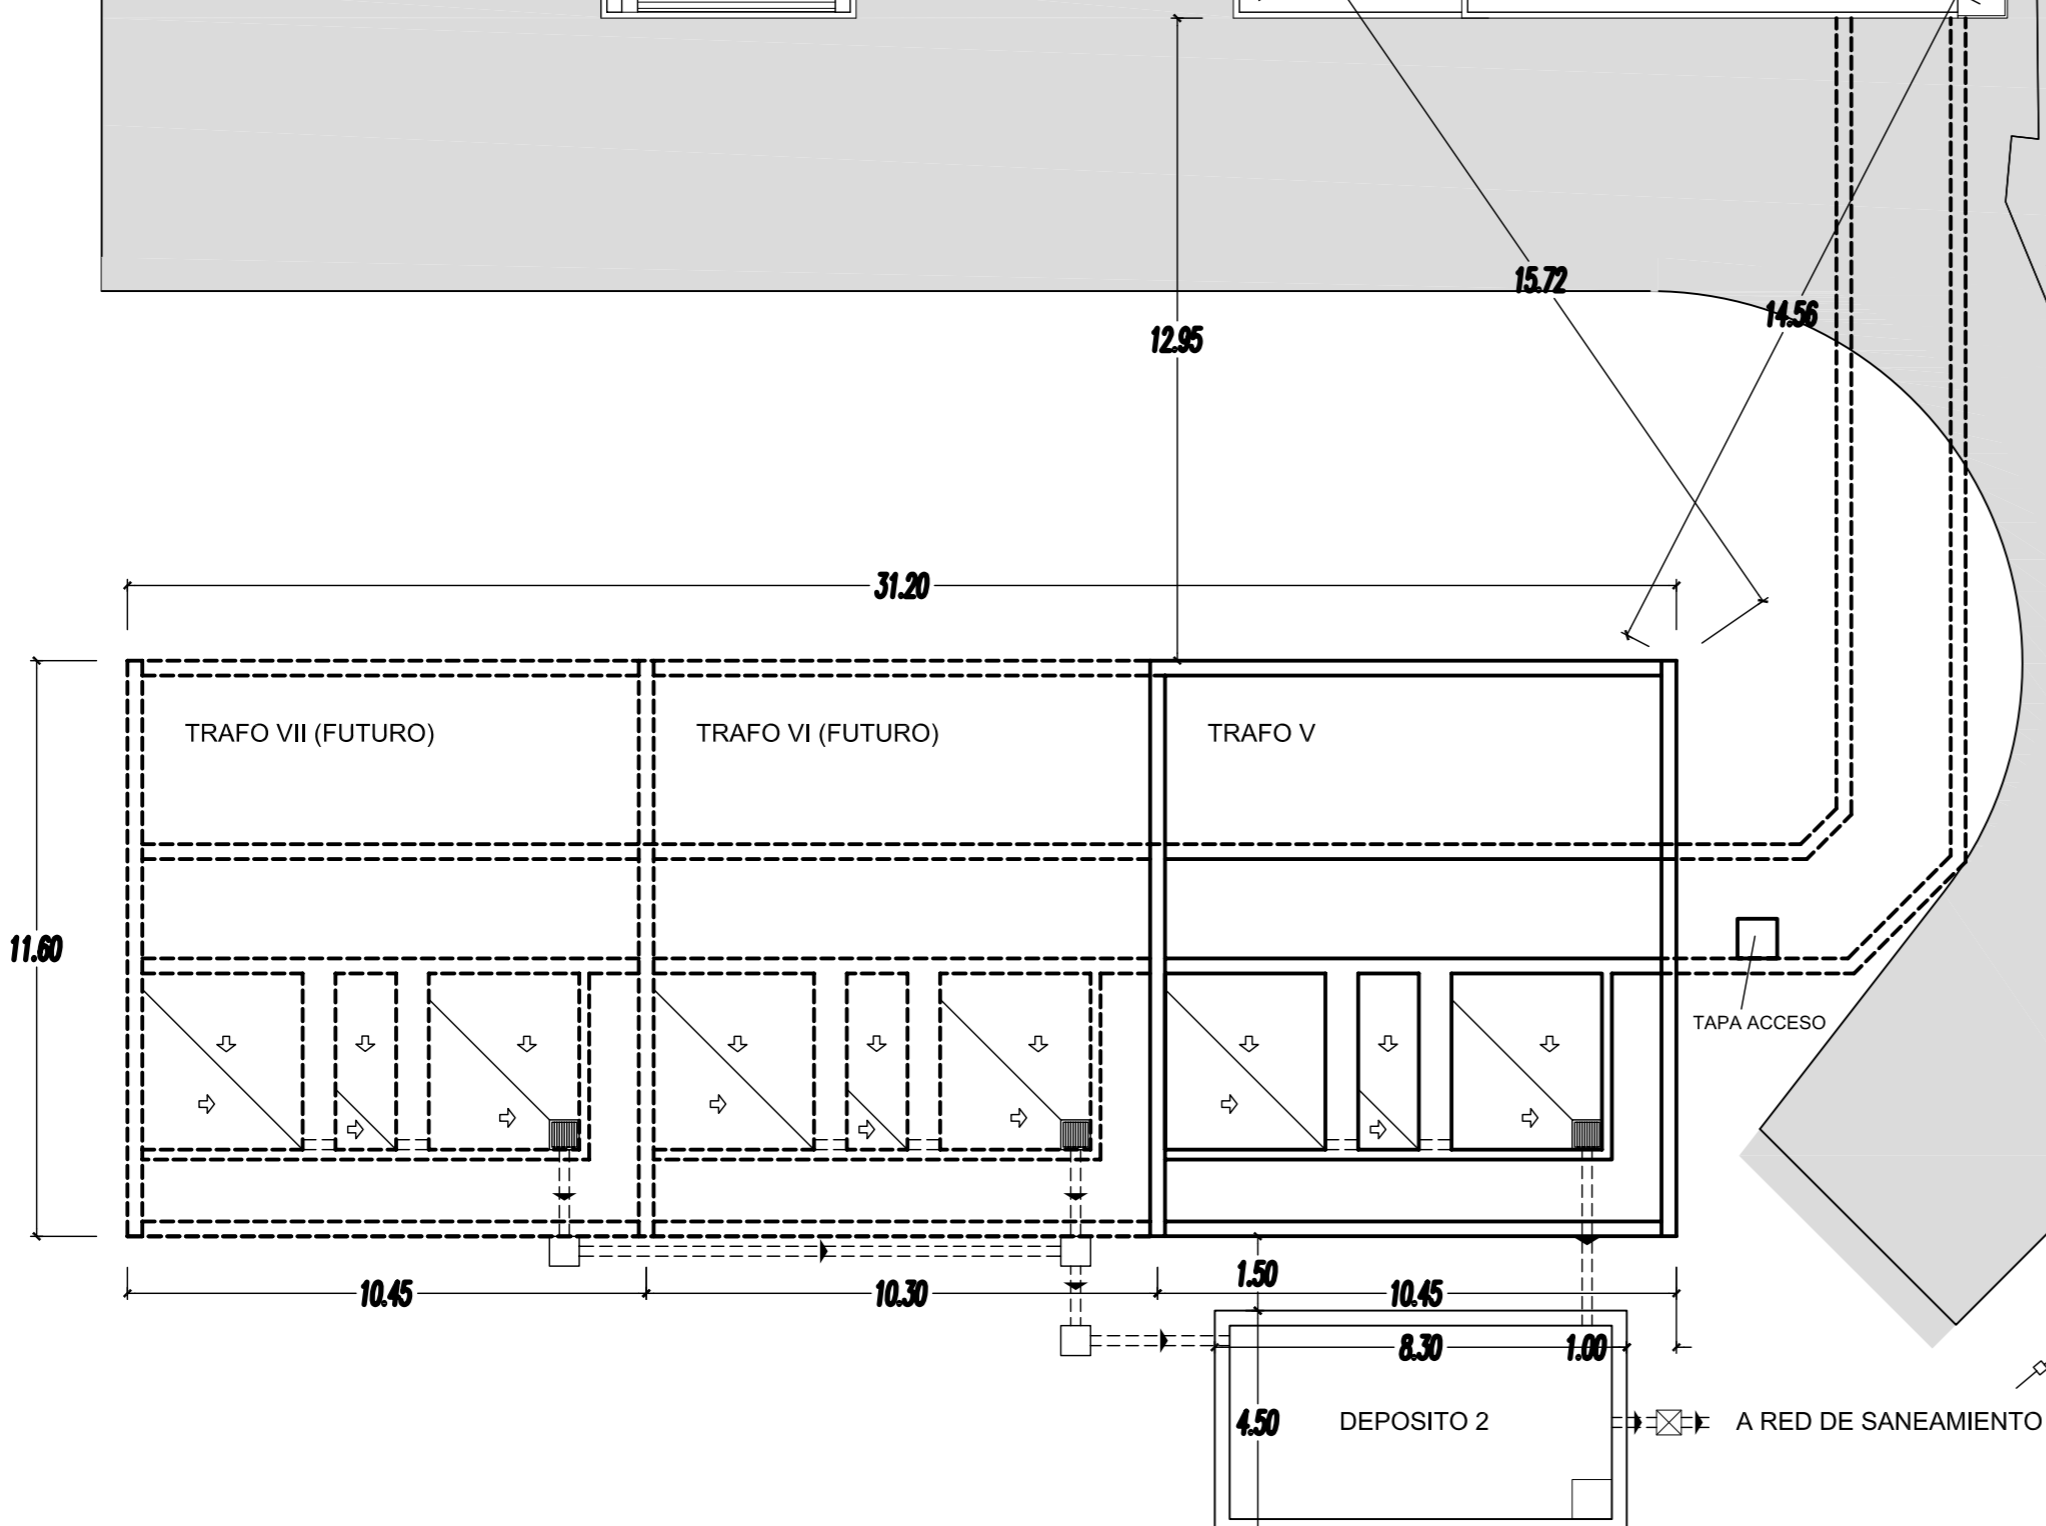 15.72
14.56
12.95
31.20
TRAFO VII (FUTURO)
TRAFO VI (FUTURO)
TRAFO V
11.60
TAPA ACCESO
1.50
10.45
10.30
10.45
8.30
1.00
4.50
DEPOSITO 2
A RED DE SANEAMIENTO